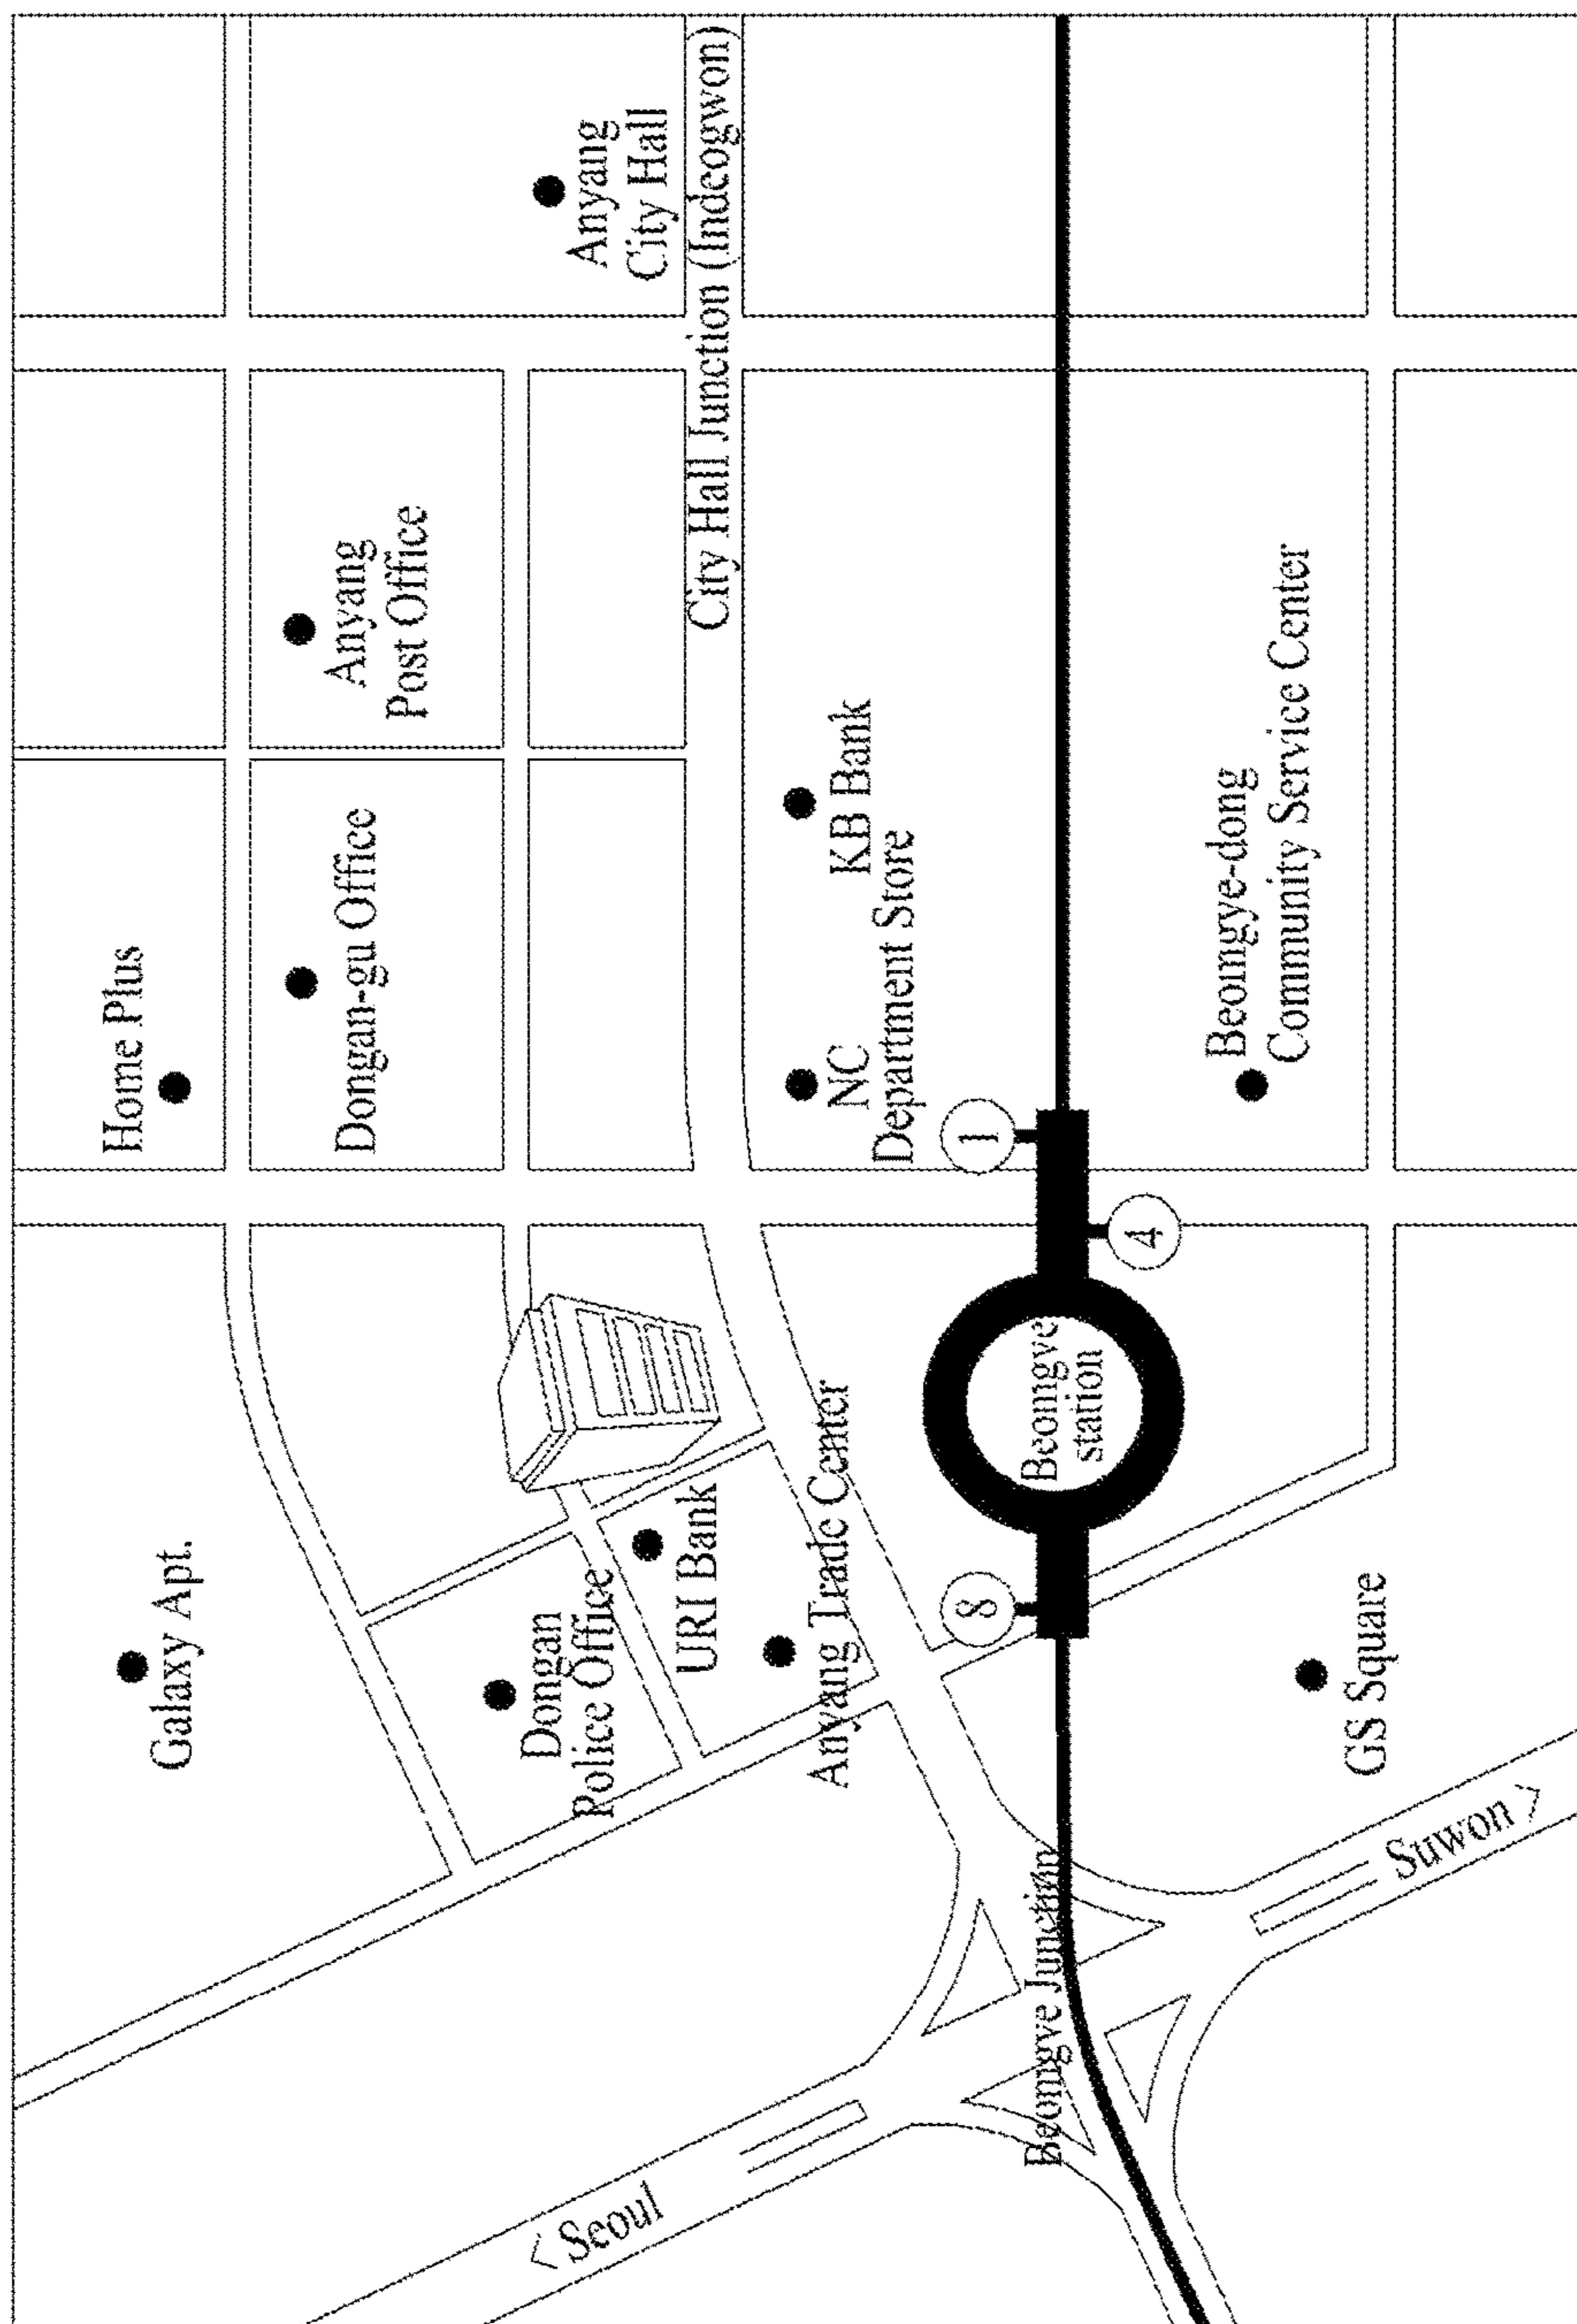 Home Plus
Galaxy Apt.
Dongan-gu Office
Anyang
Post Office
Dongan
Police Office
Anyang
City Hall
URI Bank
City Hall Junction (Indeogwon)
Anyang Trade Center
KB Bank
NC
Department Store
1
8
Beomgye
station
4
Beomgye Junction
Beomgye-dong
Community Service Center
GS Square
< Seoul
Suwon >